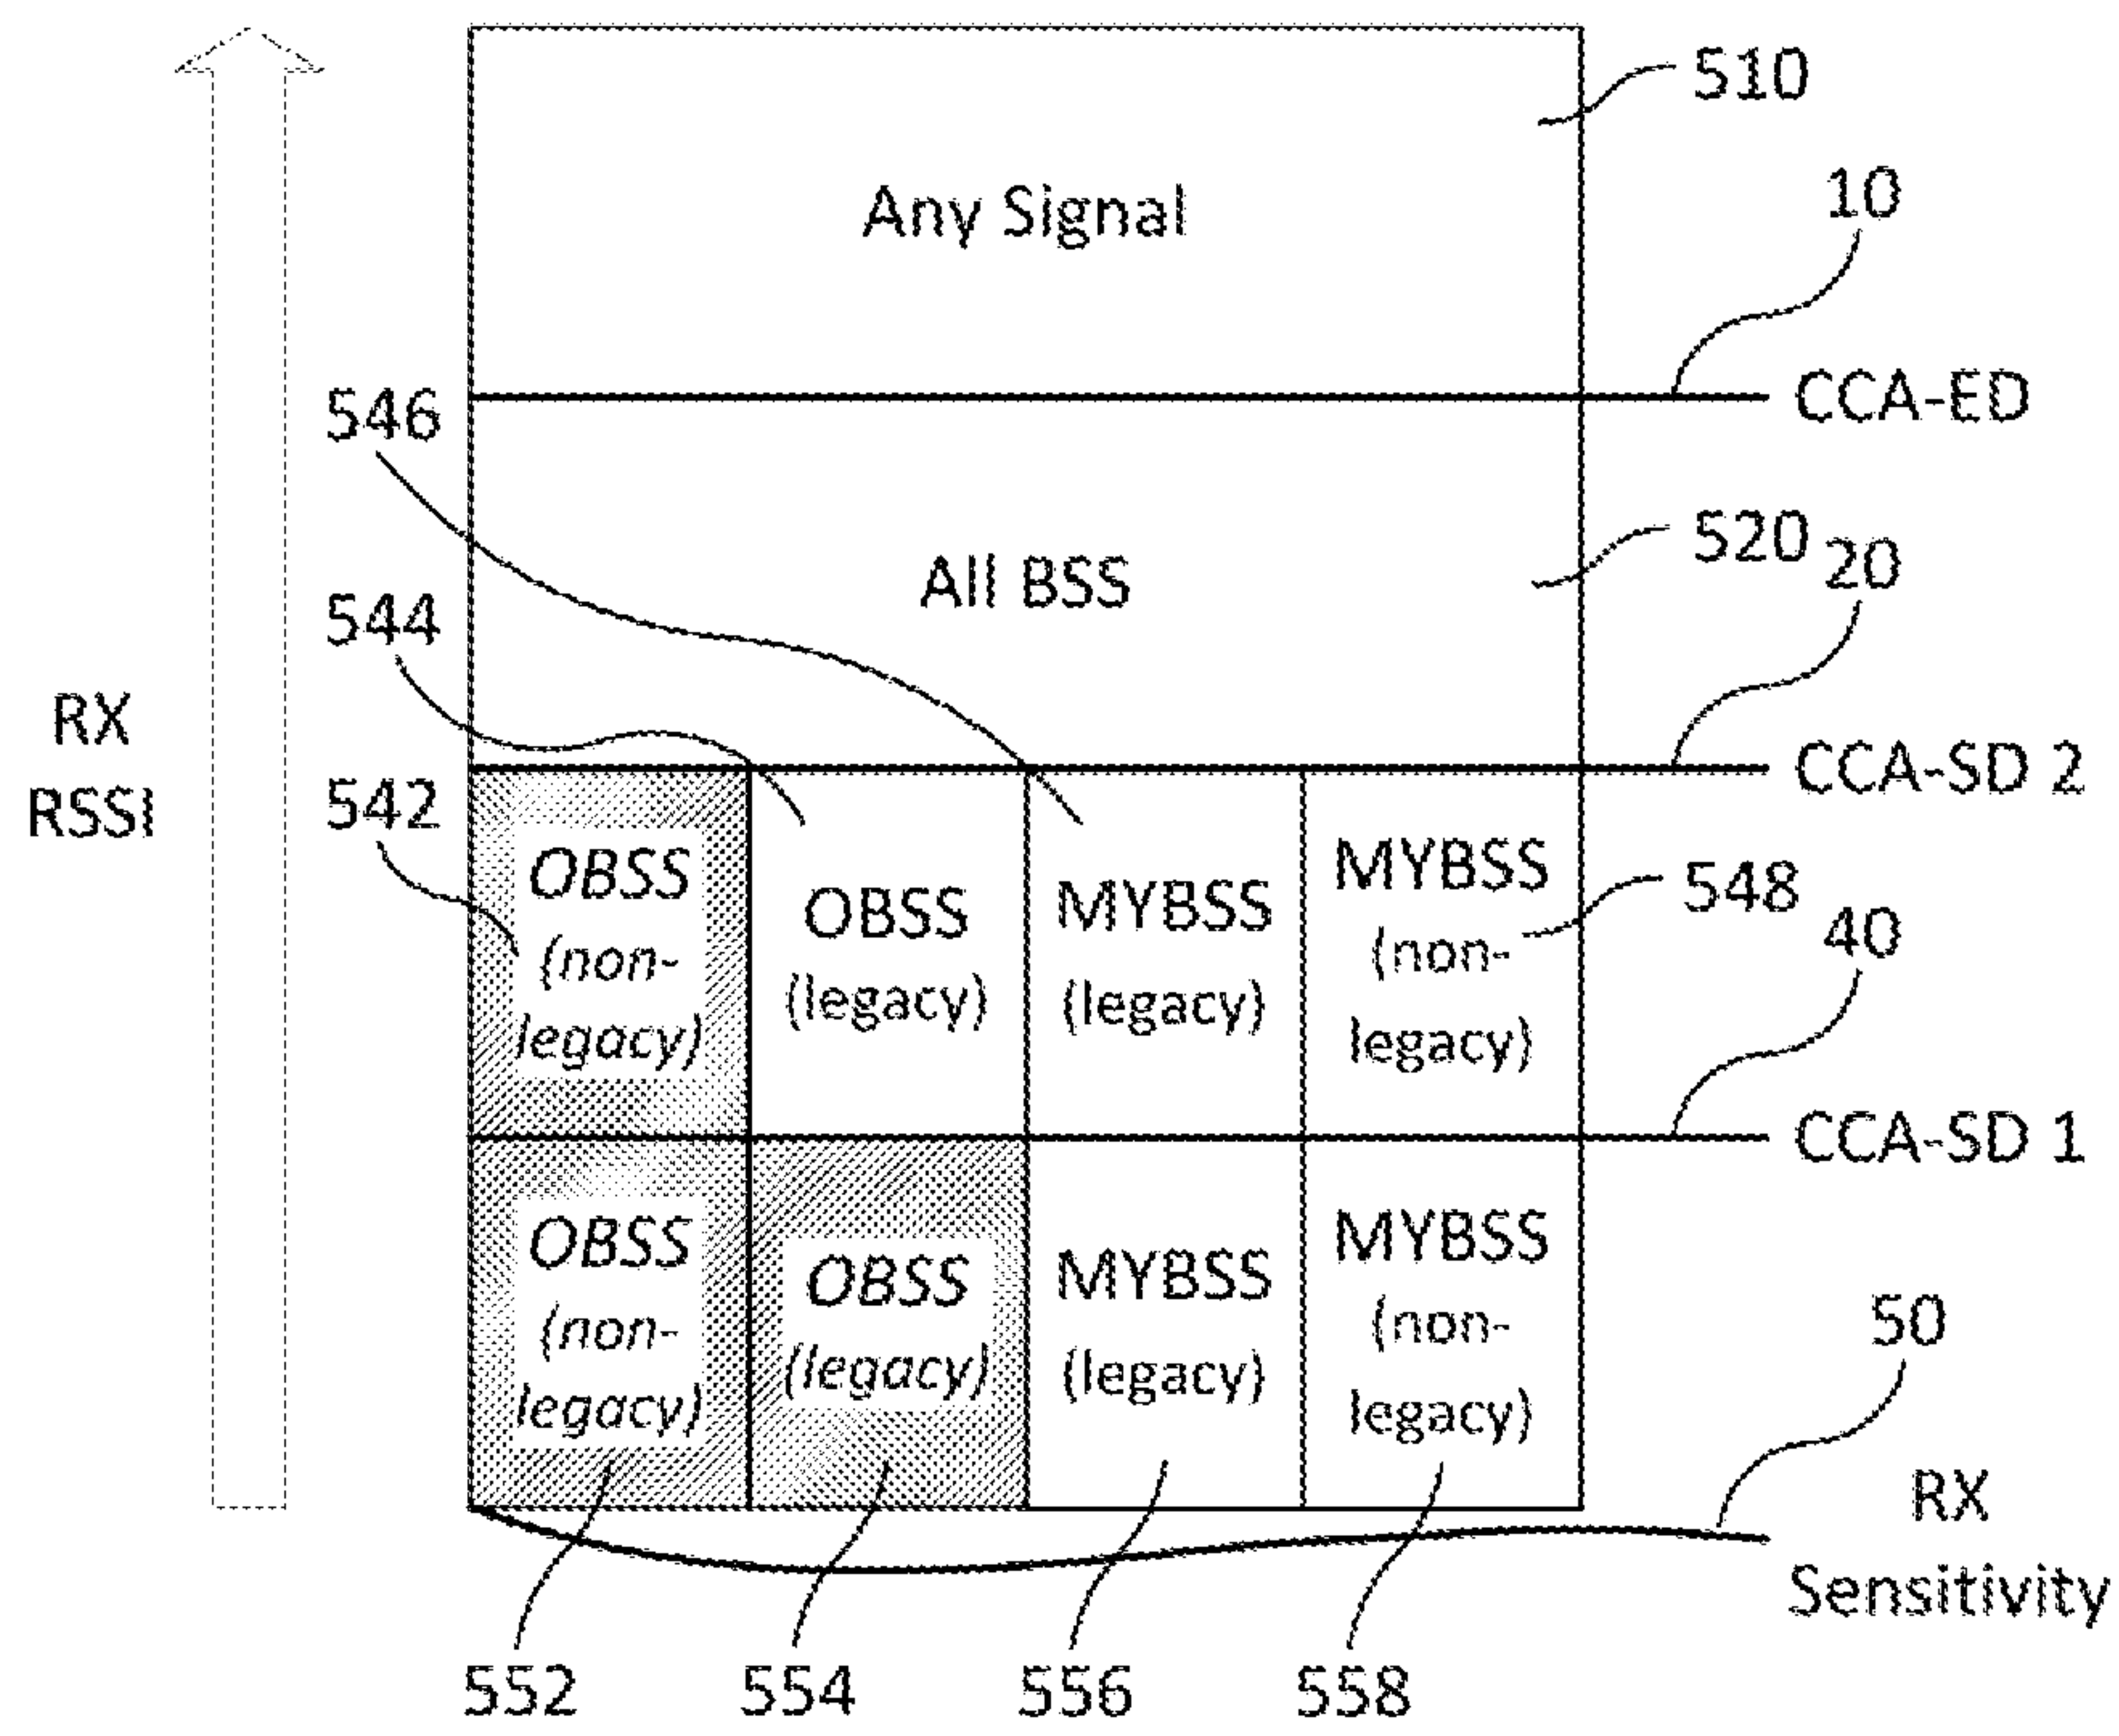 510
Any Signal
10
CCA-ED
546
All BSS
520
20
544
RX
RSSI
CCA-SD 2
542
OBSS
(non-
legacy)
OBSS
(legacy)
MYBSS
(legacy)
MYBSS
(non-
legacy)
548
40
CCA-SD 1
OBSS
(non-
legacy)
OBSS
(legacy)
MYBSS
(legacy)
MYBSS
(non-
legacy)
50
RX
Sensitivity
552
554
556
558